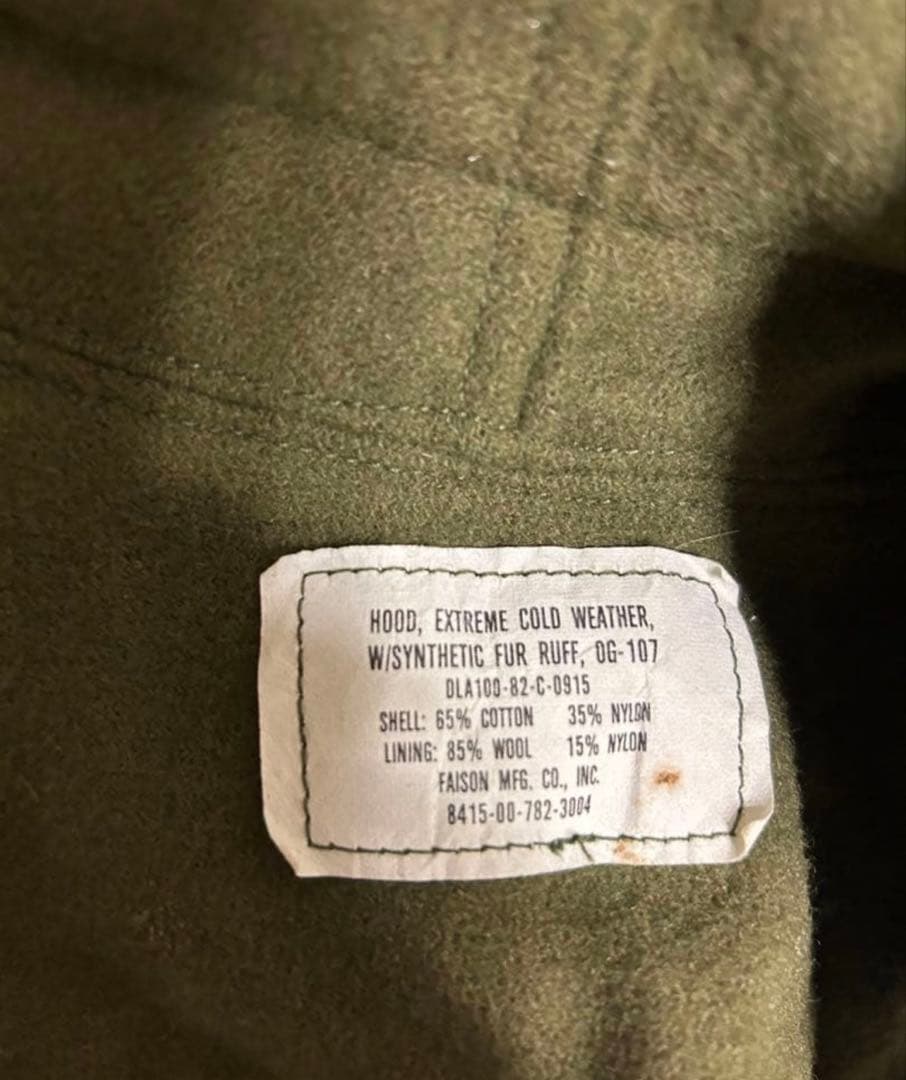 HOOD, EXTREME COLD WEATHER,
W/SYNTHETIC FUR RUFF, OG-107
DLA100-82-C-0915
SHELL: 65% COTTON 35% NYLON
LINING: 85% WOOL 15% NYLON
FAISON MFG. CO., INC.
8415-00-782-3004